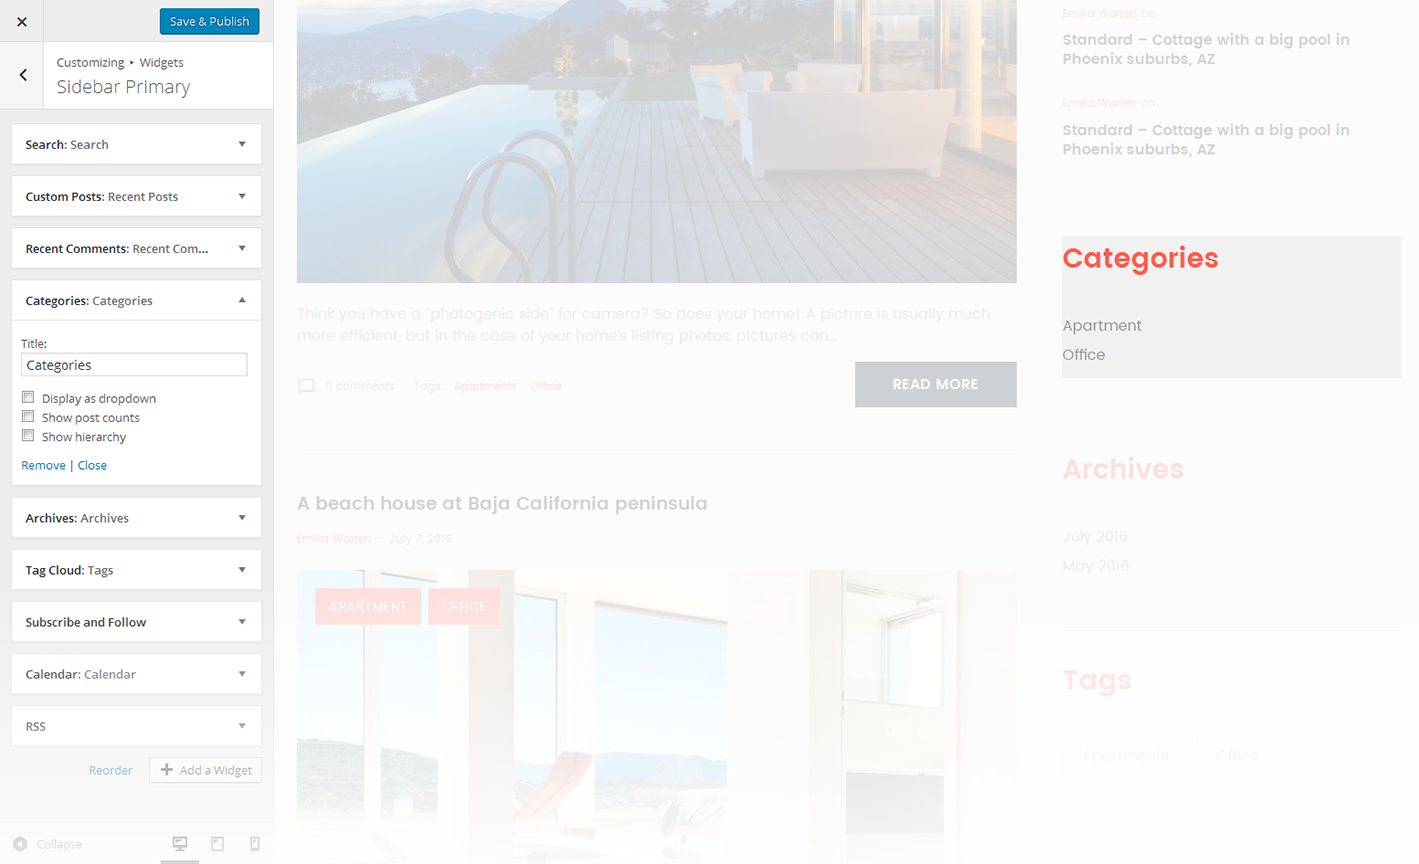 Save & Publish
Customizing ▸ Widgets
Sidebar Primary
Search: Search
Custom Posts: Recent Posts
Recent Comments: Recent Com...
Categories: Categories
Title:
Categories
Display as dropdown
Show post counts
Show hierarchy
Remove | Close
Archives: Archives
Tag Cloud: Tags
Subscribe and Follow
Calendar: Calendar
RSS
Reorder
Add a Widget
Collapse
Think you have a “photogenic side” for camera? So does your home! A picture is usually much
more efficient, but in the case of your home’s listing photos, pictures can…
0 comments Tags: Apartments Office
READ MORE
A beach house at Baja California peninsula
Emilia Warren - July 7, 2016
APARTMENT
OFFICE
Emilia Warren on
Standard – Cottage with a big pool in
Phoenix suburbs, AZ
Emilia Warren on
Standard – Cottage with a big pool in
Phoenix suburbs, AZ
Categories
Apartment
Office
Archives
July 2016
May 2016
Tags
Apartments
Office